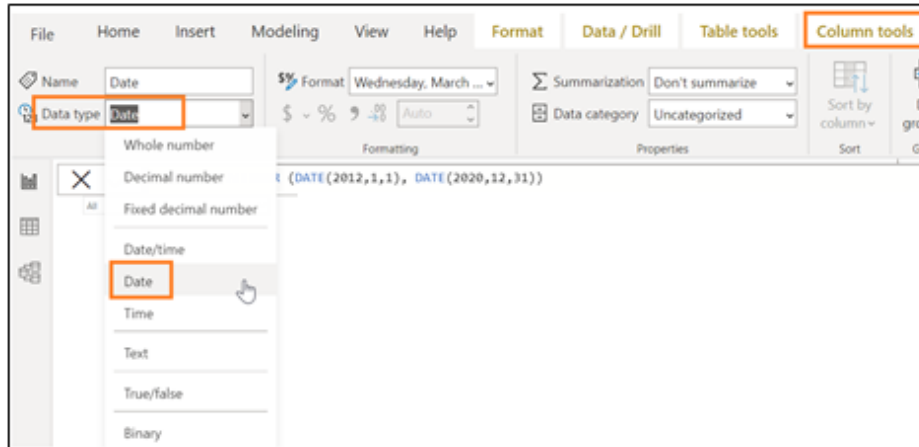 File Home Insert Modeling View Help Format Data / Drill Table tools Column tools
Name Date $% Format Wednesday, March ... Summarization Don't summarize
Data type Date $ % 9 .00 Auto Data category Uncategorized Sort by
column
Formatting Properties Sort
Whole number
Decimal number
(DATE(2012,1,1), DATE(2020,12,31))
Fixed decimal number
Date/time
Date
Time
Text
True/false
Binary